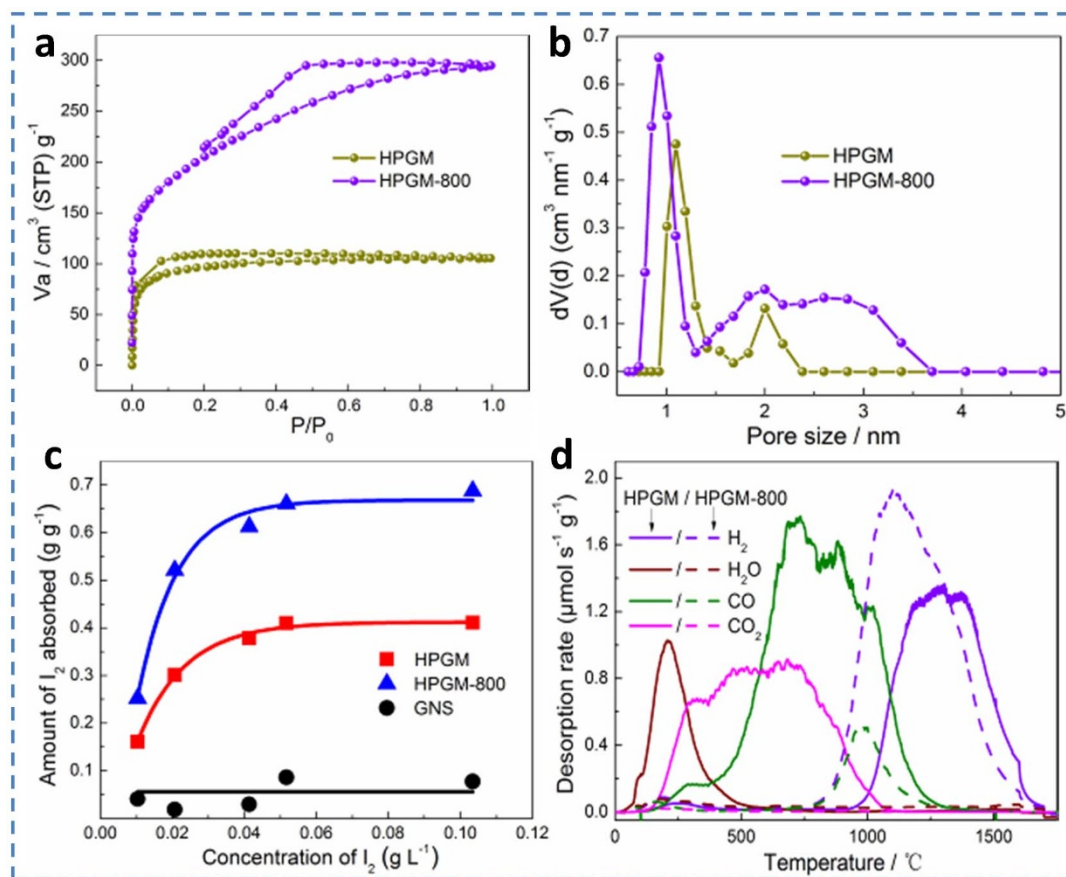 a
300
250
200
150
100
50
0
Va / cm³ (STP) g⁻¹
HPGM
HPGM-800
0.0 0.2 0.4 0.6 0.8 1.0
P/P₀
b
0.7
0.6
0.5
0.4
0.3
0.2
0.1
0.0
dV(d) (cm³ nm⁻¹ g⁻¹)
HPGM
HPGM-800
1 2 3 4 5
Pore size / nm
c
0.7
0.6
0.5
0.4
0.3
0.2
0.1
Amount of I₂ absorbed (g g⁻¹)
HPGM
HPGM-800
GNS
0.00 0.02 0.04 0.06 0.08 0.10 0.12
Concentration of I₂ (g L⁻¹)
d
2.0
1.6
1.2
0.8
0.4
0.0
Desorption rate (μmol s⁻¹ g⁻¹)
HPGM / HPGM-800
/ H₂
/ H₂O
/ CO
/ CO₂
0 500 1000 1500
Temperature / ℃